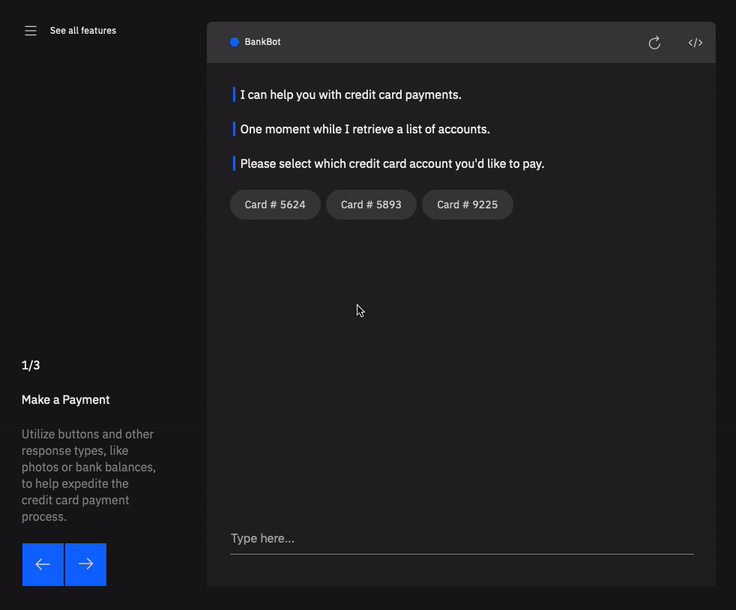 See all features
BankBot
I can help you with credit card payments.
One moment while I retrieve a list of accounts.
Please select which credit card account you'd like to pay.
Card # 5624
Card # 5893
Card # 9225
1/3
Make a Payment
Utilize buttons and other
response types, like
photos or bank balances,
to help expedite the
credit card payment
process.
Type here...